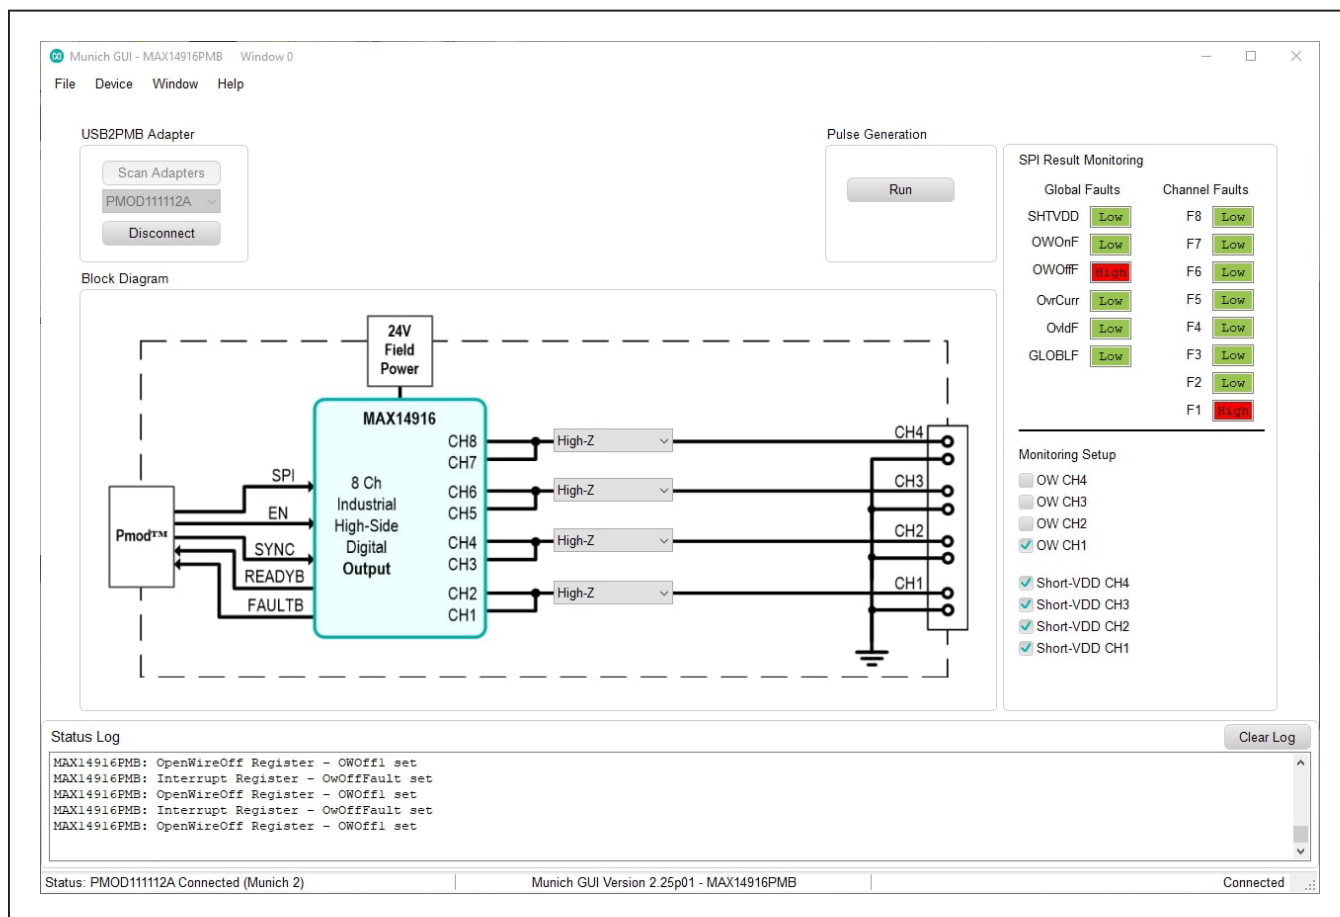 Munich GUI - MAX14916PMB Window 0
File Device Window Help
USB2PMB Adapter
Scan Adapters
PMOD111112A
Disconnect
Pulse Generation
Run
SPI Result Monitoring
Global Faults Channel Faults
SHTVDD Low F8 Low
OWOnF Low F7 Low
OWOffF High F6 Low
OvrCurr Low F5 Low
OvldF Low F4 Low
GLOBLF Low F3 Low
F2 Low
F1 High
Monitoring Setup
OW CH4
OW CH3
OW CH2
OW CH1
Short-VDD CH4
Short-VDD CH3
Short-VDD CH2
Short-VDD CH1
Block Diagram
24V
Field
Power
MAX14916
8 Ch
Industrial
High-Side
Digital
Output
Pmod™
SPI
EN
SYNC
READYB
FAULTB
CH8
CH7
CH6
CH5
CH4
CH3
CH2
CH1
High-Z
High-Z
High-Z
High-Z
CH4
CH3
CH2
CH1
Status Log
Clear Log
MAX14916PMB: OpenWireOff Register - OWOff1 set
MAX14916PMB: Interrupt Register - OwOffFault set
MAX14916PMB: OpenWireOff Register - OWOff1 set
MAX14916PMB: Interrupt Register - OwOffFault set
MAX14916PMB: OpenWireOff Register - OWOff1 set
Status: PMOD111112A Connected (Munich 2) Munich GUI Version 2.25p01 - MAX14916PMB Connected